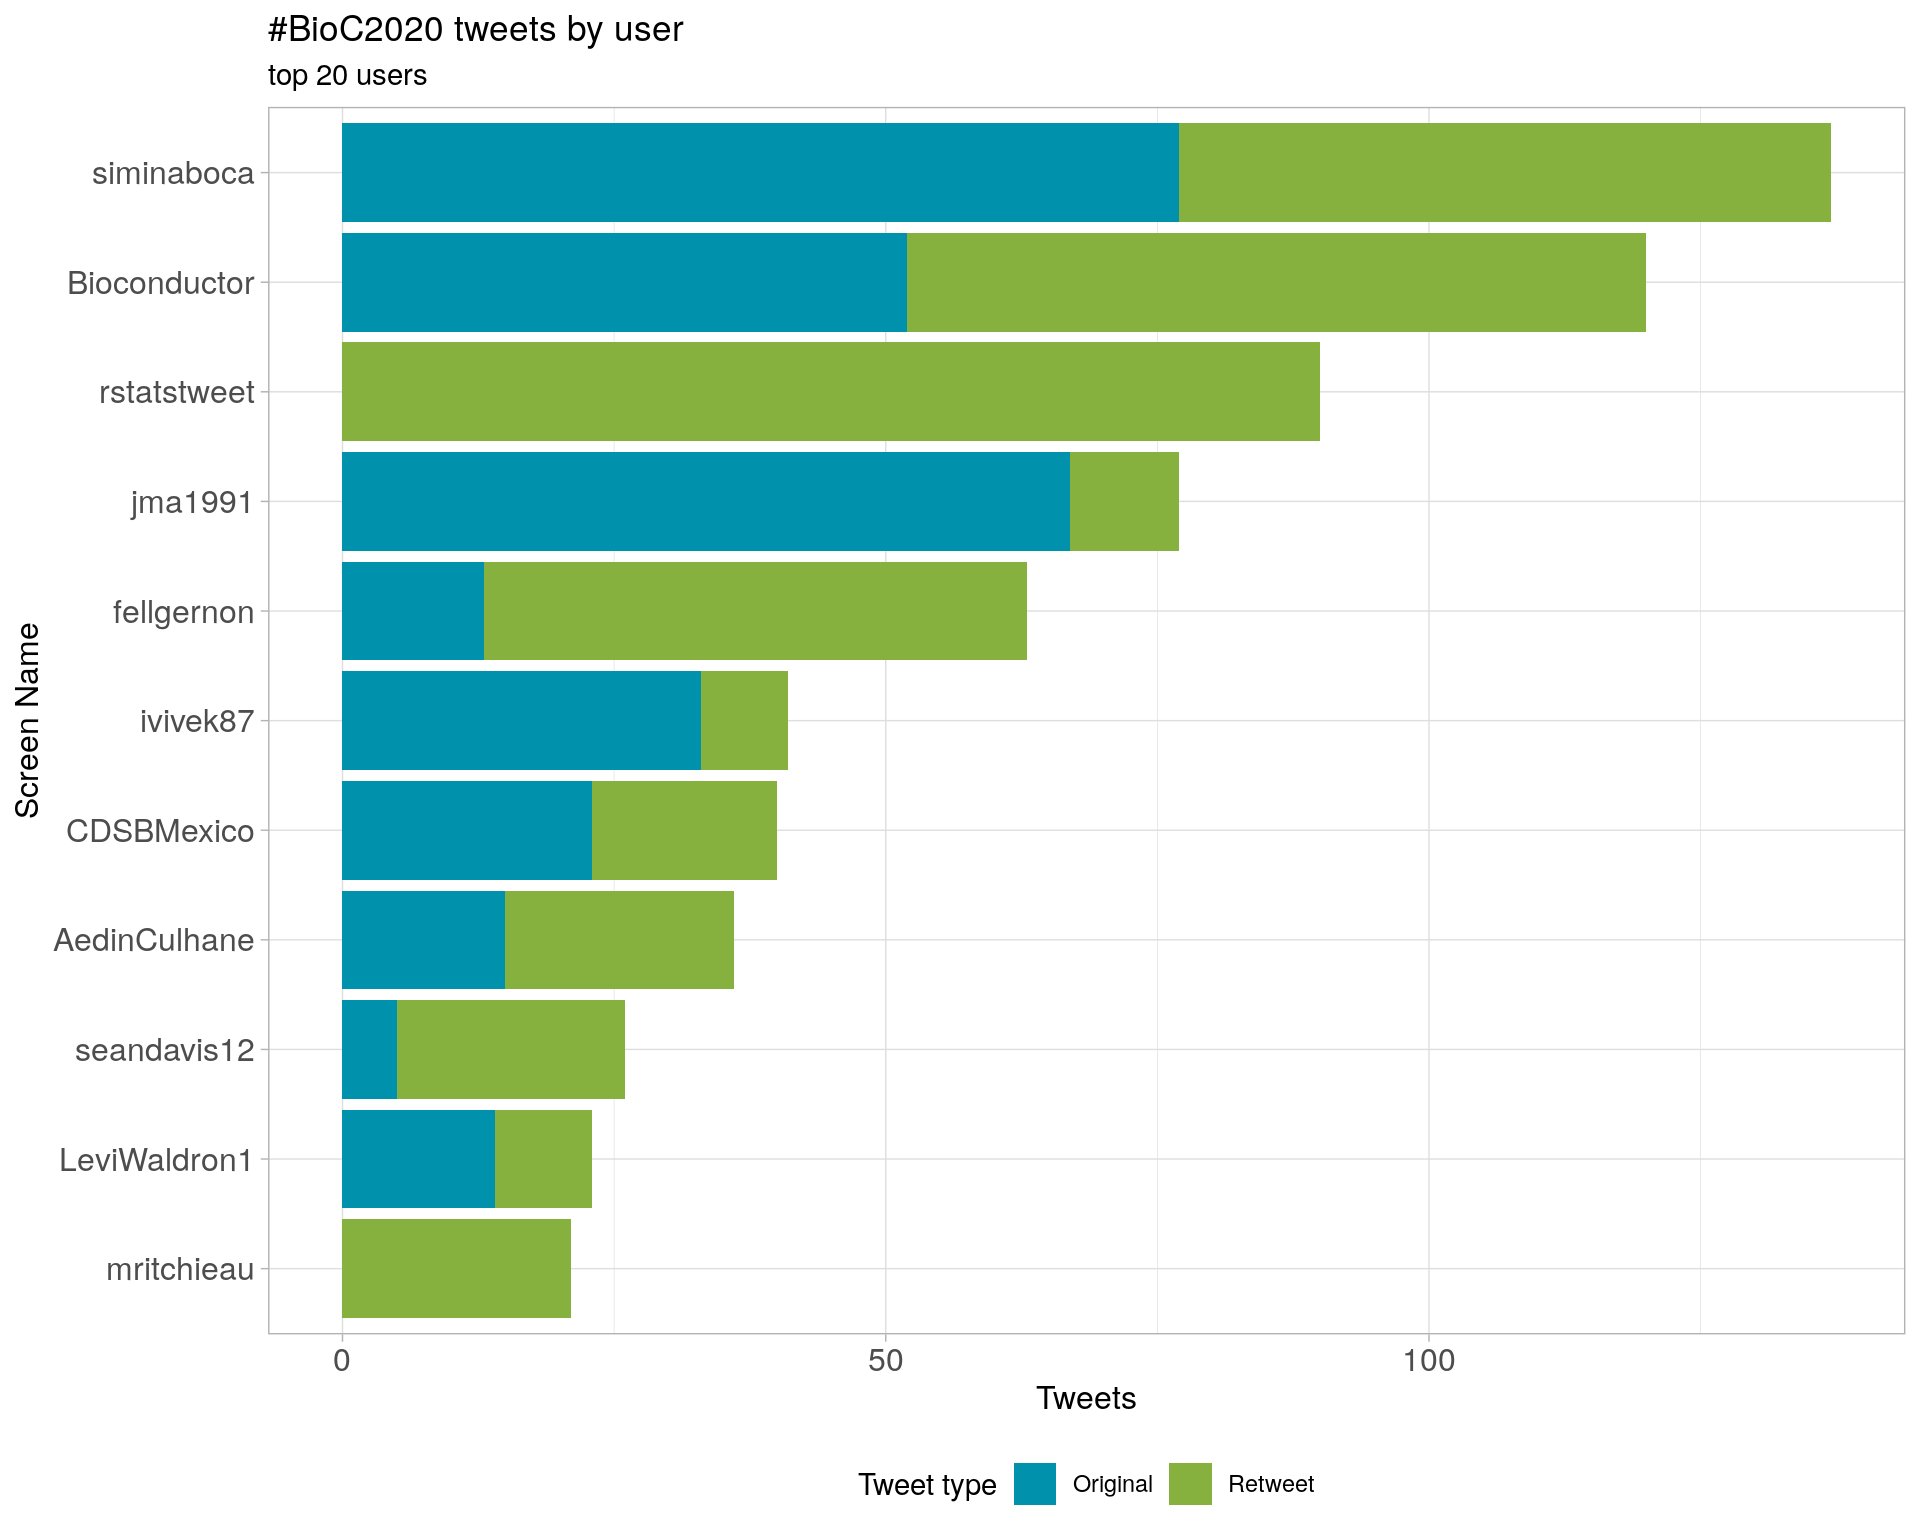 #BioC2020 tweets by user
top 20 users
Screen Name
siminaboca
Bioconductor
rstatstweet
jma1991
fellgernon
ivivek87
CDSBMexico
AedinCulhane
seandavis12
LeviWaldron1
mritchieau
0 50 100
Tweets
Tweet type Original Retweet